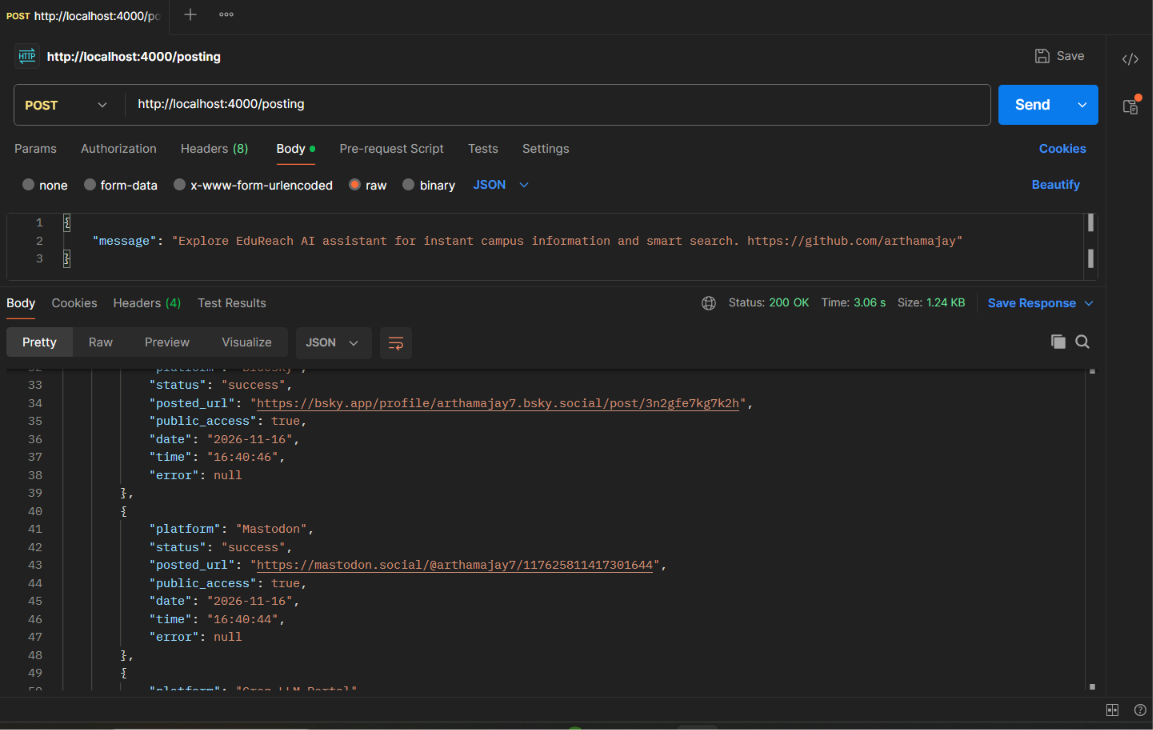 POST http://localhost:4000/po
HTTP http://localhost:4000/posting
Save
POST
http://localhost:4000/posting
Send
Params Authorization Headers (8) Body Pre-request Script Tests Settings Cookies
none form-data x-www-form-urlencoded raw binary JSON Beautify
1 {
2 "message": "Explore EduReach AI assistant for instant campus information and smart search. https://github.com/arthamajay"
3 }
Body Cookies Headers (4) Test Results Status: 200 OK Time: 3.06 s Size: 1.24 KB Save Response
Pretty Raw Preview Visualize JSON
32 "platform": "Bluesky",
33 "status": "success",
34 "posted_url": "https://bsky.app/profile/arthamajay7.bsky.social/post/3n2gfe7kg7k2h",
35 "public_access": true,
36 "date": "2026-11-16",
37 "time": "16:40:46",
38 "error": null
39 },
40 {
41 "platform": "Mastodon",
42 "status": "success",
43 "posted_url": "https://mastodon.social/@arthamajay7/117625811417301644",
44 "public_access": true,
45 "date": "2026-11-16",
46 "time": "16:40:44",
47 "error": null
48 },
49 {
50 "platform":